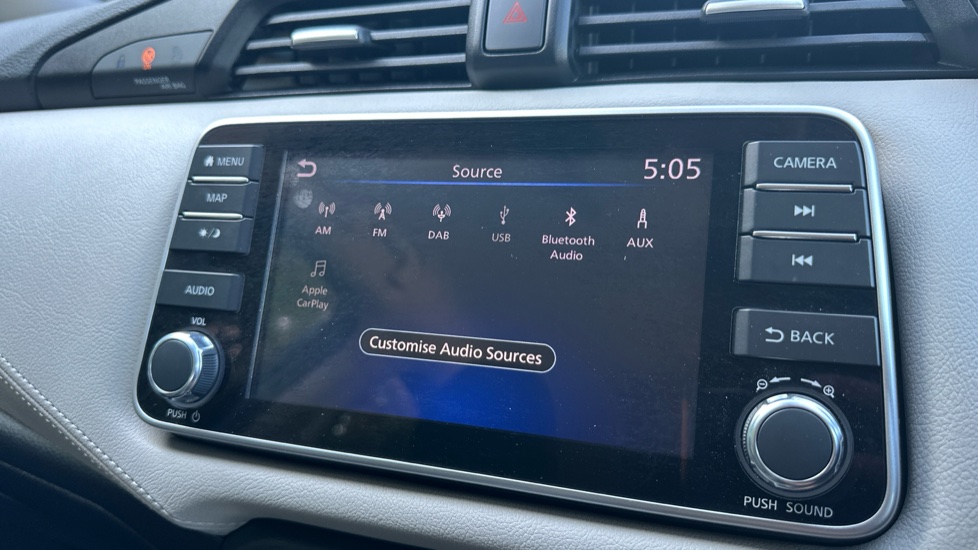 PASSENGER
AIR BAG
MENU
MAP
AUDIO
VOL
PUSH
Source
5:05
AM
FM
DAB
USB
Bluetooth
Audio
AUX
Apple
CarPlay
Customise Audio Sources
CAMERA
BACK
PUSH SOUND